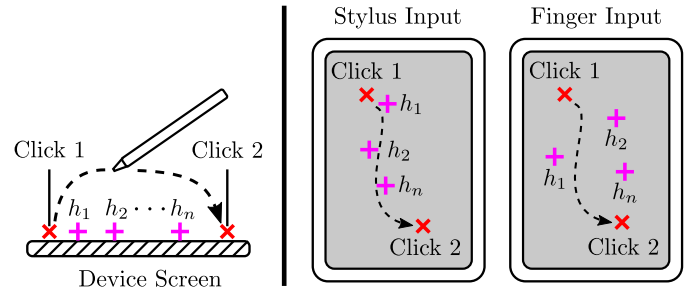 Click 1
Click 2
h₁ h₂ ··· hₙ
Device Screen
Stylus Input
Click 1
h₁
h₂
hₙ
Click 2
Finger Input
Click 1
h₂
h₁
hₙ
Click 2